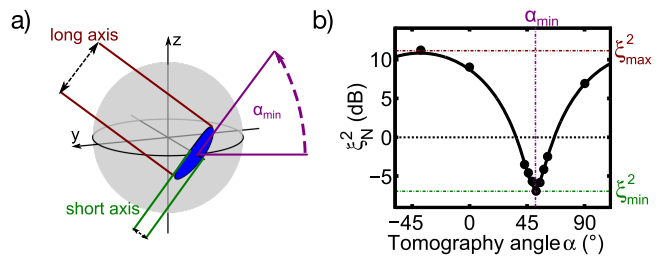 a)
long axis
z
α_min
y
short axis
b)
α_min
ξ²_N (dB)
10
5
0
-5
ξ²_max
ξ²_min
-45 0 45 90
Tomography angle α (°)